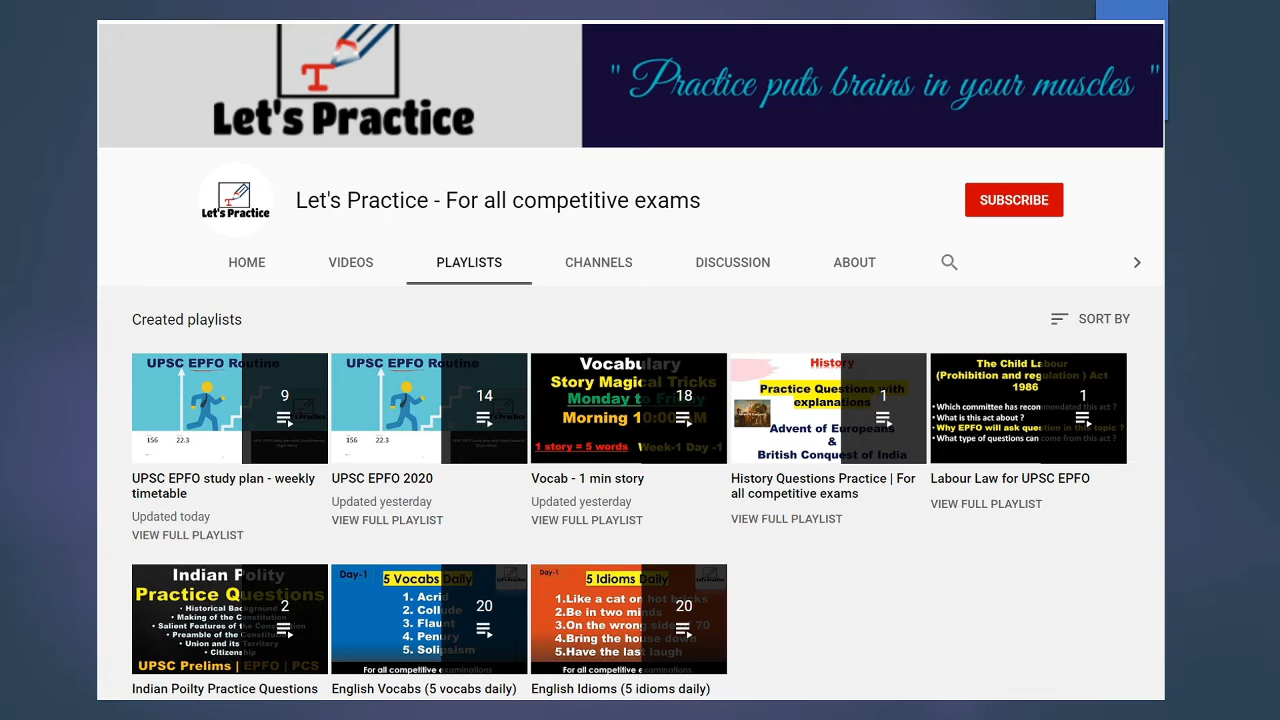 Let's Practice
" Practice puts brains in your muscles "
Let's Practice
Let's Practice - For all competitive exams
SUBSCRIBE
HOME
VIDEOS
PLAYLISTS
CHANNELS
DISCUSSION
ABOUT
Created playlists
SORT BY
UPSC EPFO Routine
9
156
22.3
UPSC EPFO Routine
14
156
22.3
Vocabulary
Story Magical Tricks
Monday to Friday
Morning 10:00 AM
1 story = 5 words
Week-1 Day -1
18
History
Practice Questions with
explanations
Advent of Europeans
&
British Conquest of India
1
The Child Labour
(Prohibition and regulation ) Act
1986
• Which committee has recommendated this act ?
• What is this act about ?
• Why EPFO will ask question in this topic ?
• What type of questions can come from this act ?
1
UPSC EPFO study plan - weekly
timetable
Updated today
VIEW FULL PLAYLIST
UPSC EPFO 2020
Updated yesterday
VIEW FULL PLAYLIST
Vocab - 1 min story
Updated yesterday
VIEW FULL PLAYLIST
History Questions Practice | For
all competitive exams
VIEW FULL PLAYLIST
Labour Law for UPSC EPFO
VIEW FULL PLAYLIST
Indian Polity
Practice Questions
• Historical Background
• Making of the Constitution
• Salient Features of the Constitution
• Preamble of the Constitution
• Union and its Territory
• Citizenship
UPSC Prelims | EPFO | PCS
2
Day-1
5 Vocabs Daily
1. Acrid
2. Collude
3. Flaunt
4. Penury
5. Solipsism
For all competitive examinations
20
Day-1
5 Idioms Daily
1.Like a cat on hot bricks
2.Be in two minds
3.On the wrong side of 70
4.Bring the house down
5.Have the last laugh
For all competitive examinations
20
Indian Poilty Practice Questions
English Vocabs (5 vocabs daily)
English Idioms (5 idioms daily)